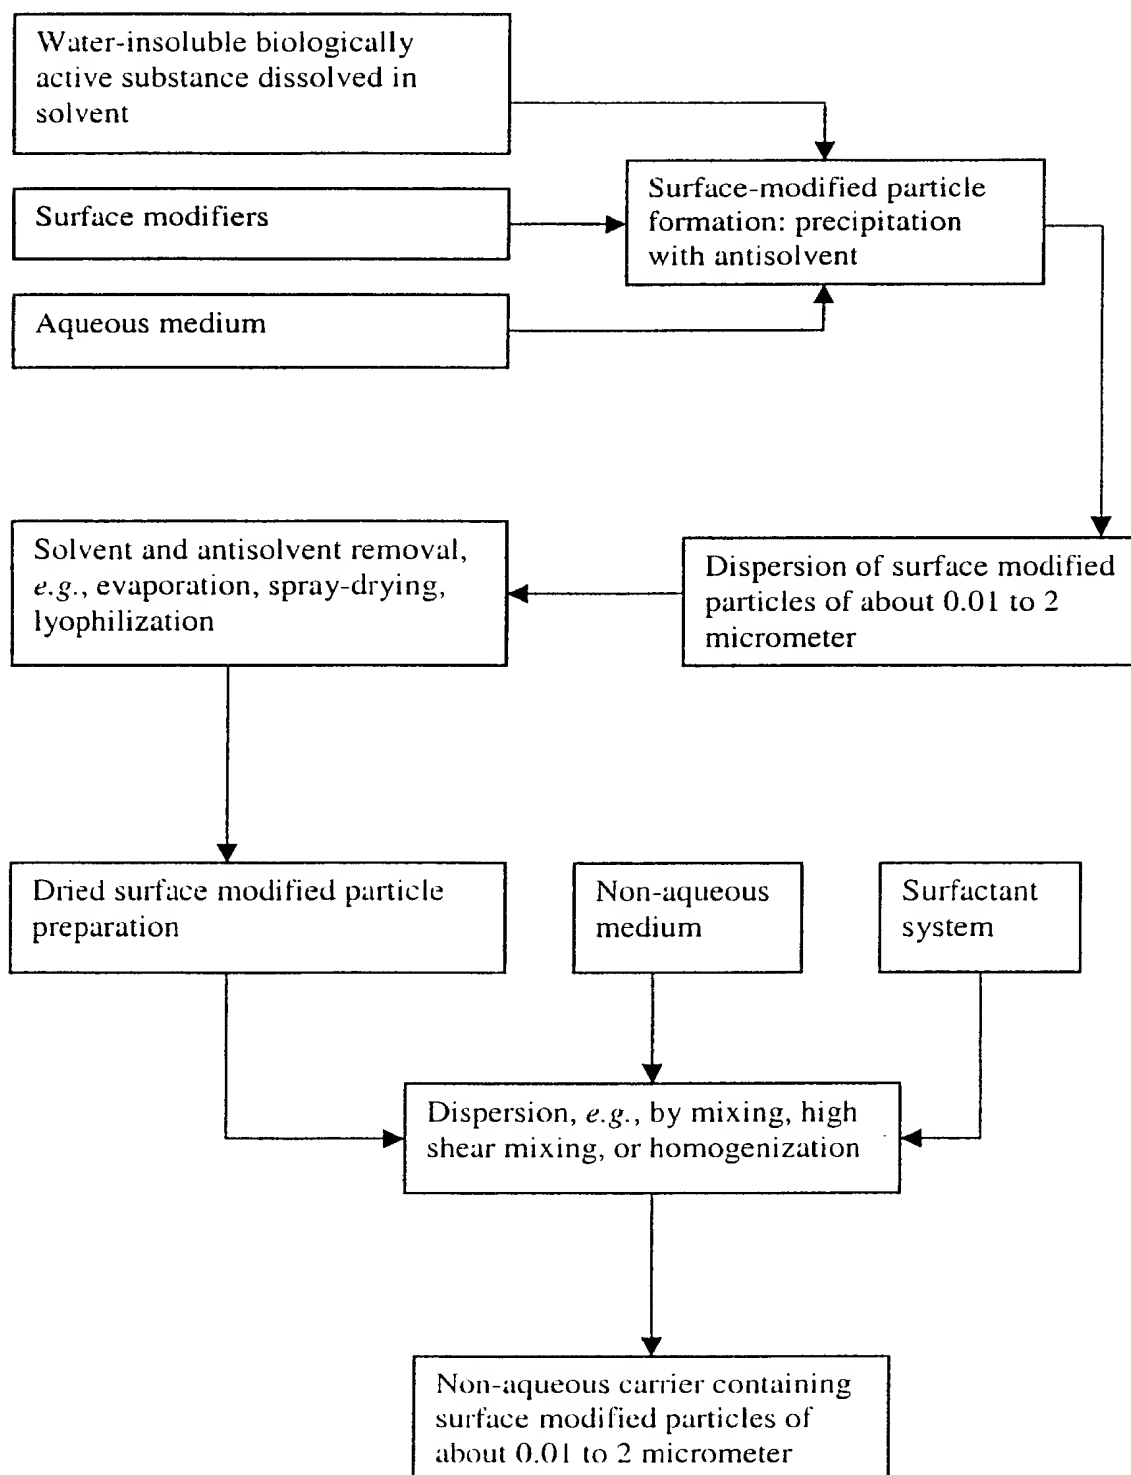 Water-insoluble biologically
active substance dissolved in
solvent
Surface modifiers
Aqueous medium
Surface-modified particle
formation: precipitation
with antisolvent
Dispersion of surface modified
particles of about 0.01 to 2
micrometer
Solvent and antisolvent removal,
e.g., evaporation, spray-drying,
lyophilization
Dried surface modified particle
preparation
Non-aqueous
medium
Surfactant
system
Dispersion, e.g., by mixing, high
shear mixing, or homogenization
Non-aqueous carrier containing
surface modified particles of
about 0.01 to 2 micrometer